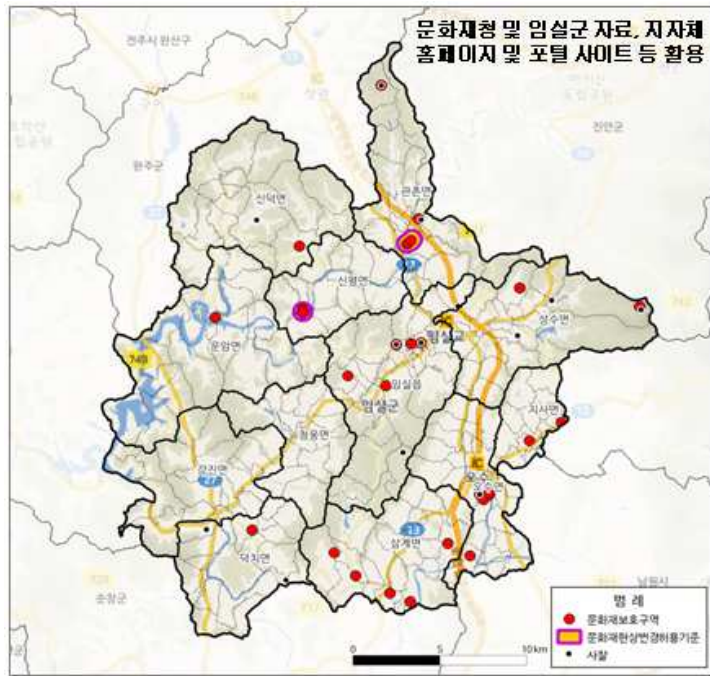 문화재청 및 임실군 자료, 지자체
홈페이지 및 포털 사이트 등 활용
전주시 완산구
진안군
완주군
관촌면
신덕면
신평면
성수면
운암면
749
임실읍
임실군
지사면
청웅면
강진면
IC
오수면
13
삼계면
덕치면
순창군
남원시
범 례
문화재보호구역
문화재현상변경허용기준
사찰
0 5 10 km